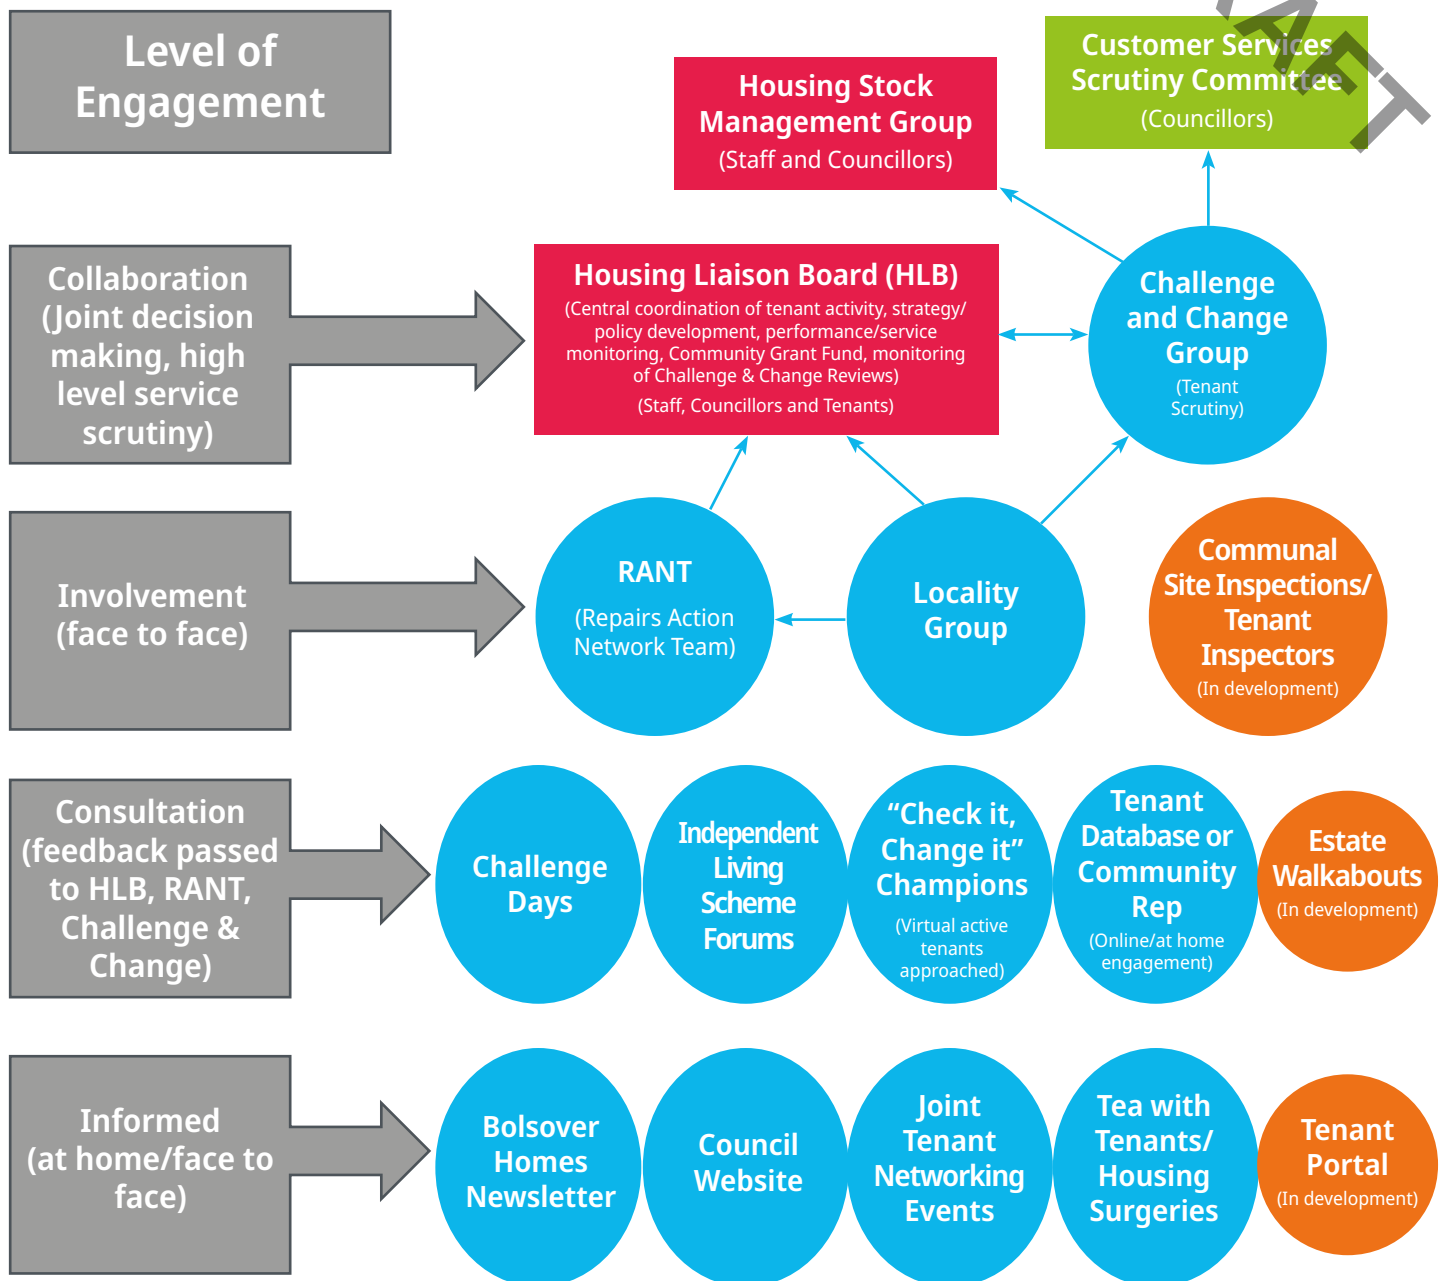 Level of
Engagement
Housing Stock
Management Group
(Staff and Councillors)
Customer Services
Scrutiny Committee
(Councillors)
Collaboration
(Joint decision
making, high
level service
scrutiny)
Housing Liaison Board (HLB)
(Central coordination of tenant activity, strategy/
policy development, performance/service
monitoring, Community Grant Fund, monitoring
of Challenge & Change Reviews)
(Staff, Councillors and Tenants)
Challenge
and Change
Group
(Tenant
Scrutiny)
Involvement
(face to face)
RANT
(Repairs Action
Network Team)
Locality
Group
Communal
Site Inspections/
Tenant
Inspectors
(In development)
Consultation
(feedback passed
to HLB, RANT,
Challenge &
Change)
Challenge
Days
Independent
Living
Scheme
Forums
“Check it,
Change it”
Champions
(Virtual active
tenants
approached)
Tenant
Database or
Community
Rep
(Online/at home
engagement)
Estate
Walkabouts
(In development)
Informed
(at home/face to
face)
Bolsover
Homes
Newsletter
Council
Website
Joint
Tenant
Networking
Events
Tea with
Tenants/
Housing
Surgeries
Tenant
Portal
(In development)